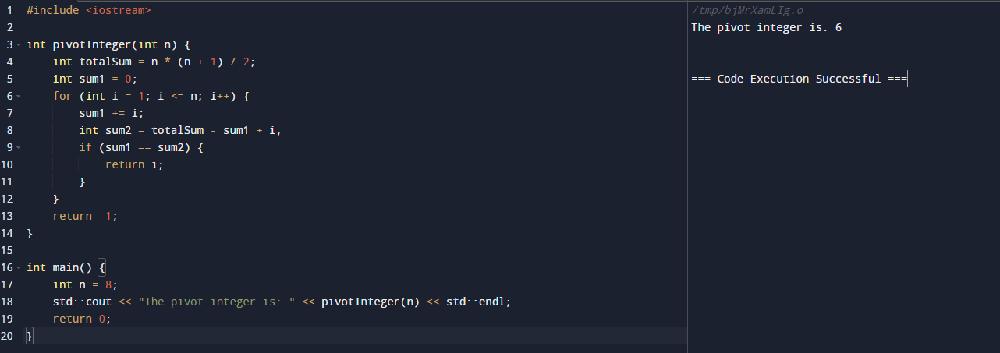 1 #include <iostream>
2
3 int pivotInteger(int n) {
4     int totalSum = n * (n + 1) / 2;
5     int sum1 = 0;
6     for (int i = 1; i <= n; i++) {
7         sum1 += i;
8         int sum2 = totalSum - sum1 + i;
9         if (sum1 == sum2) {
10             return i;
11         }
12     }
13     return -1;
14 }
15
16 int main() {
17     int n = 8;
18     std::cout << "The pivot integer is: " << pivotInteger(n) << std::endl;
19     return 0;
20 }
/tmp/bjMrXamLIg.o
The pivot integer is: 6
=== Code Execution Successful ===